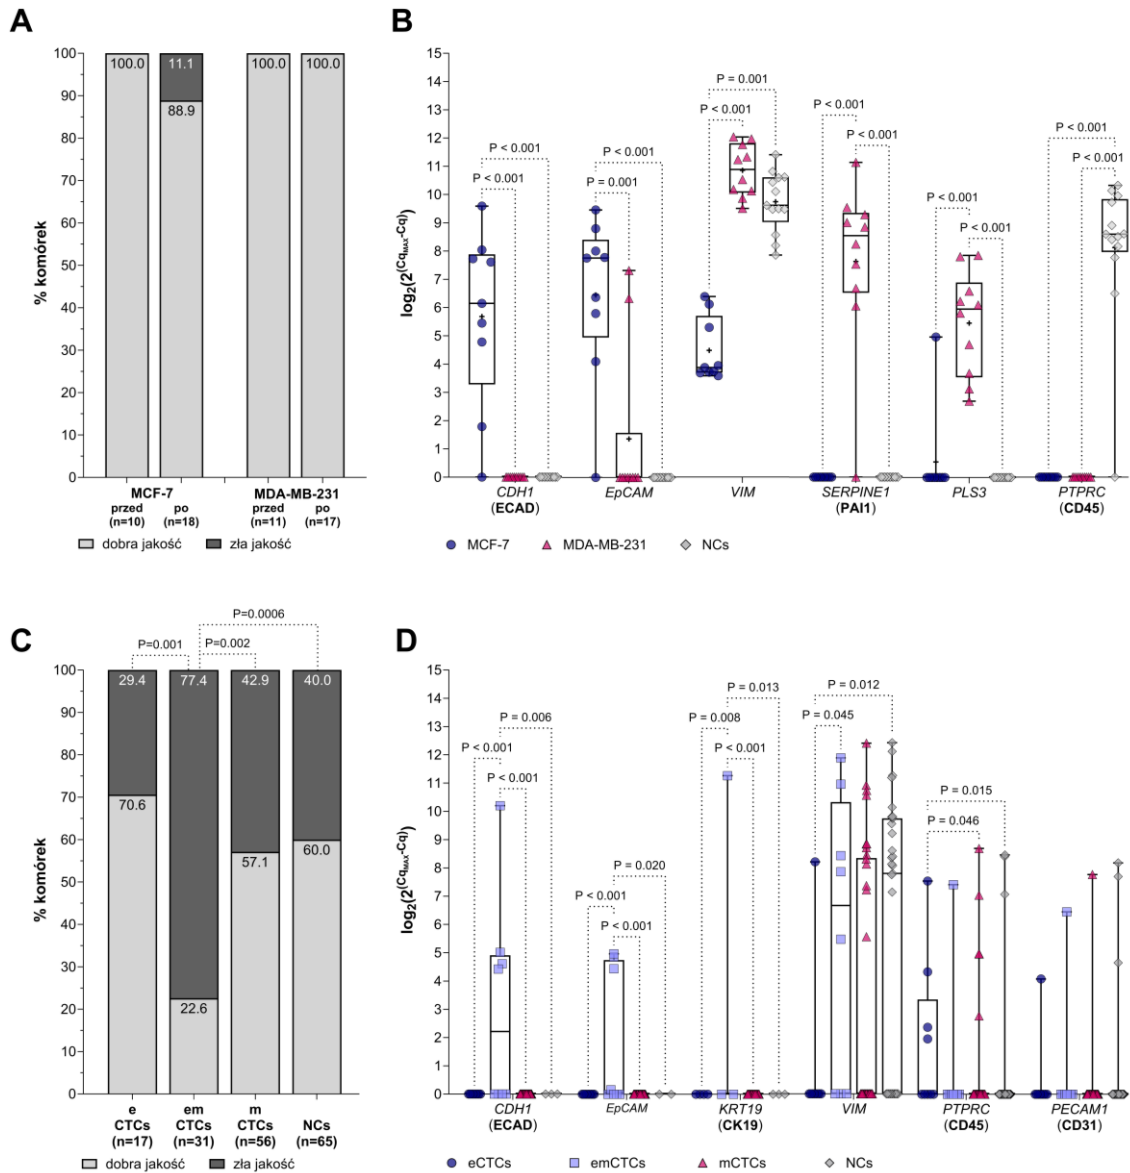 A
% komórek
100
90
80
70
60
50
40
30
20
10
0
100.0
11.1
88.9
100.0
100.0
MCF-7
MDA-MB-231
przed
(n=10)
po
(n=18)
przed
(n=11)
po
(n=17)
dobra jakość
zła jakość
B
log2(2(CqMAX-Cq))
15
14
13
12
11
10
9
8
7
6
5
4
3
2
1
0
P < 0.001
P < 0.001
P < 0.001
P = 0.001
P = 0.001
P < 0.001
P < 0.001
P < 0.001
P < 0.001
P < 0.001
P < 0.001
P < 0.001
CDH1
(ECAD)
EpCAM
VIM
SERPINE1
(PAI1)
PLS3
PTPRC
(CD45)
MCF-7
MDA-MB-231
NCs
C
P=0.0006
P=0.001
P=0.002
% komórek
100
90
80
70
60
50
40
30
20
10
0
29.4
77.4
42.9
40.0
70.6
22.6
57.1
60.0
e
CTCs
(n=17)
em
CTCs
(n=31)
m
CTCs
(n=56)
NCs
(n=65)
dobra jakość
zła jakość
D
log2(2(CqMAX-Cq))
15
14
13
12
11
10
9
8
7
6
5
4
3
2
1
0
P = 0.006
P < 0.001
P < 0.001
P = 0.020
P < 0.001
P < 0.001
P = 0.013
P = 0.008
P < 0.001
P = 0.012
P = 0.045
P = 0.015
P = 0.046
CDH1
(ECAD)
EpCAM
KRT19
(CK19)
VIM
PTPRC
(CD45)
PECAM1
(CD31)
eCTCs
emCTCs
mCTCs
NCs